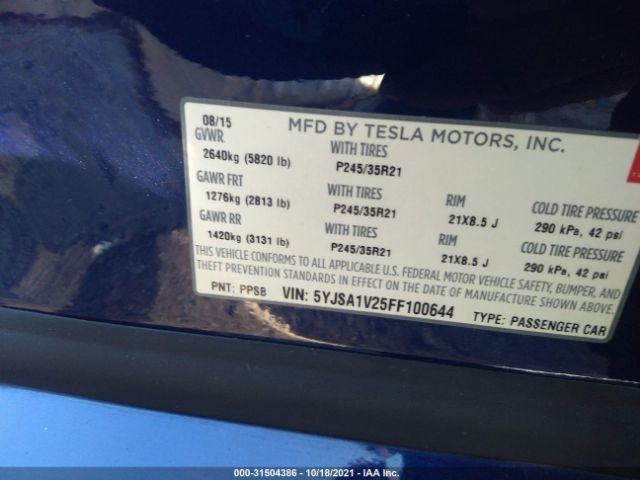 08/15 MFD BY TESLA MOTORS, INC.
GVWR WITH TIRES
2640kg (5820 lb) P245/35R21
GAWR FRT WITH TIRES RIM COLD TIRE PRESSURE
1276kg (2813 lb) P245/35R21 21X8.5 J 290 kPa, 42 psi
GAWR RR WITH TIRES RIM COLD TIRE PRESSURE
1420kg (3131 lb) P245/35R21 21X8.5 J 290 kPa, 42 psi
THIS VEHICLE CONFORMS TO ALL APPLICABLE U.S. FEDERAL MOTOR VEHICLE SAFETY, BUMPER, AND
THEFT PREVENTION STANDARDS IN EFFECT ON THE DATE OF MANUFACTURE SHOWN ABOVE.
PNT: PPSB VIN: 5YJSA1V25FF100644 TYPE: PASSENGER CAR
000-31504386 - 10/18/2021 - IAAI.COM